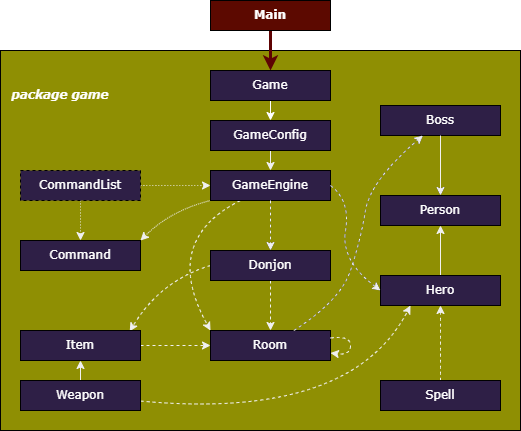 Main
package game
Game
Boss
GameConfig
CommandList
GameEngine
Person
Command
Donjon
Hero
Item
Room
Weapon
Spell